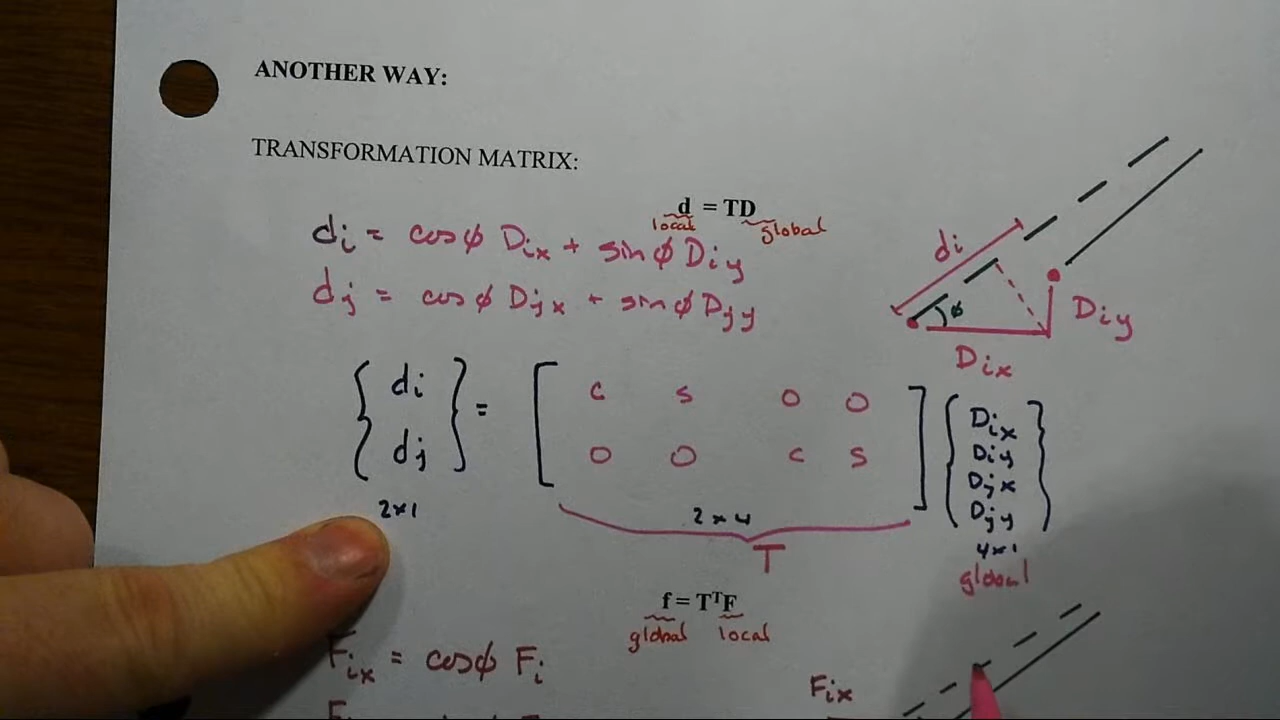 ANOTHER WAY:
TRANSFORMATION MATRIX:
d = TD
local global
di = cosφ Dix + sinφ Diy
dj = cosφ Djx + sinφ Djy
di
φ
Diy
Dix
{ di dj } = [ c s 0 0
0 0 c s ]
Dix
Diy
Djx
Djy
2×1
2×4
4×1
T
global
f = TᵀF
global local
Fix = cosφ Fi
Fix